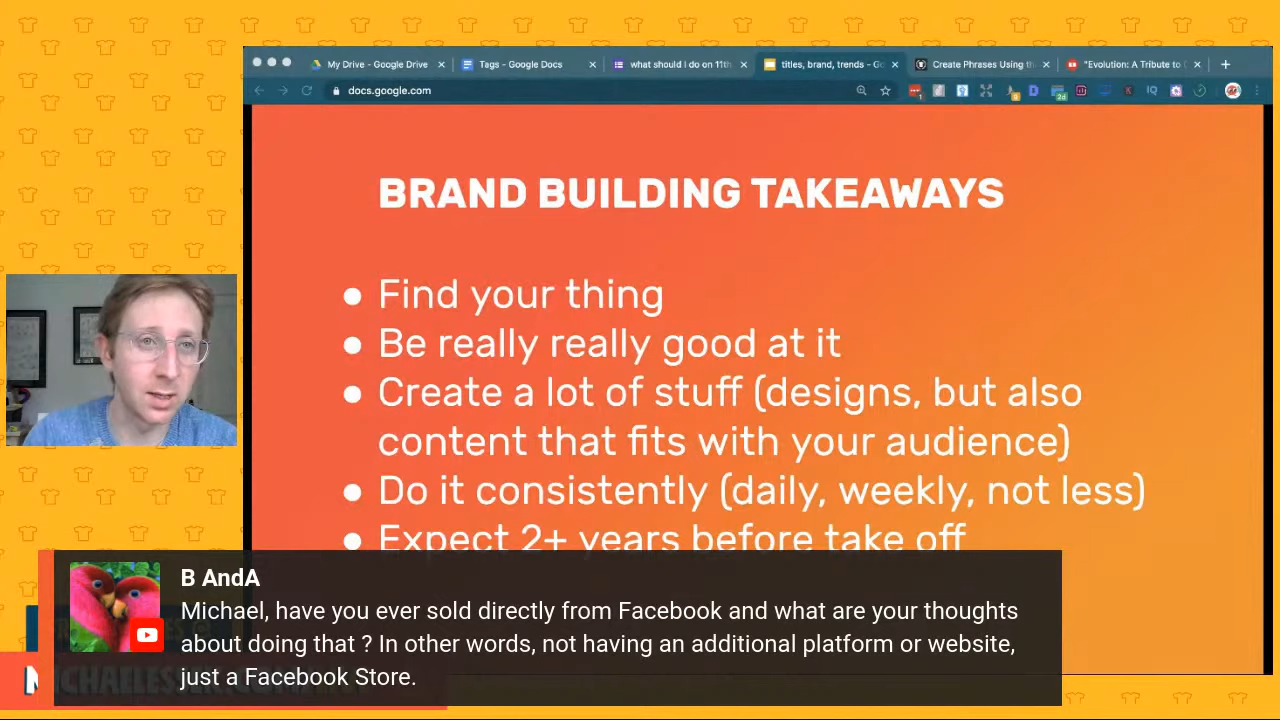 My Drive - Google Drive
Tags - Google Docs
what should I do on 11th
titles, brand, trends - Go
Create Phrases Using th
"Evolution: A Tribute to
docs.google.com
BRAND BUILDING TAKEAWAYS
● Find your thing
● Be really really good at it
● Create a lot of stuff (designs, but also
content that fits with your audience)
● Do it consistently (daily, weekly, not less)
● Expect 2+ years before take off
B AndA
Michael, have you ever sold directly from Facebook and what are your thoughts
about doing that ? In other words, not having an additional platform or website,
just a Facebook Store.